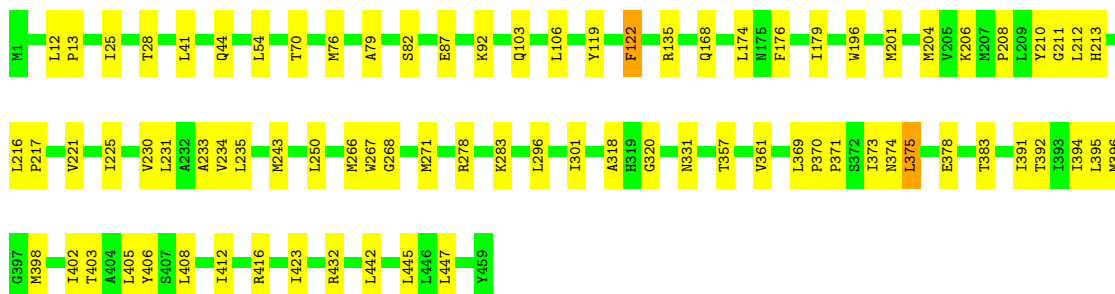 M1 L12 P13 I25 T28 L41 Q44 L54 T70 M76 A79 S82 E87 K92 Q103 L106 Y119 F122 R135 Q168 L174 N175 F176 I179 W196 M201 M204 V205 K206 M207 P208 L209 Y210 G211 L212 H213
L216 P217 V221 I225 V230 L231 A232 A233 V234 L235 M243 L250 M266 W267 G268 M271 R278 K283 L296 I301 A318 H319 G320 N331 T357 V361 L369 P370 P371 S372 I373 N374 L375 E378 T383 I391 T392 I393 I394 L395 M396
G397 M398 I402 T403 A404 L405 Y406 S407 L408 I412 R416 I423 R432 L442 L445 L446 L447 Y459